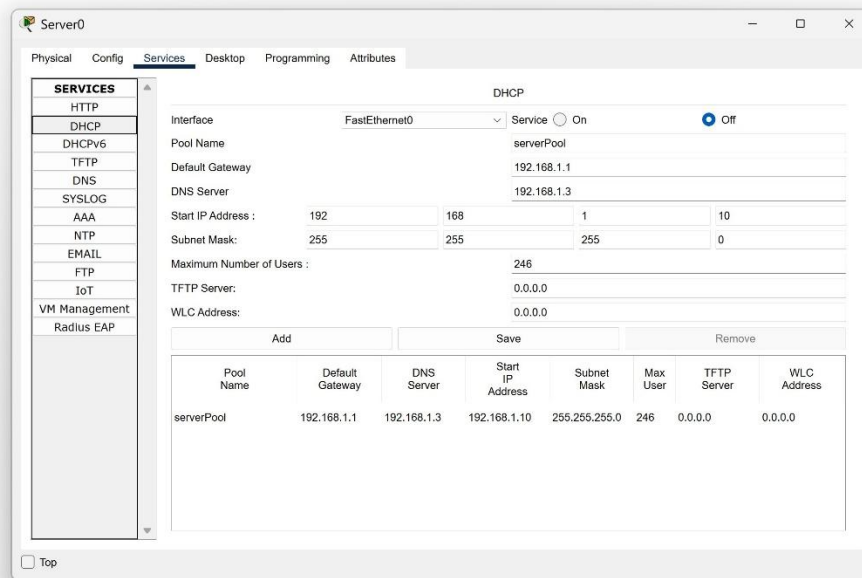 Server0
Physical Config Services Desktop Programming Attributes
SERVICES
HTTP
DHCP
DHCPv6
TFTP
DNS
SYSLOG
AAA
NTP
EMAIL
FTP
IoT
VM Management
Radius EAP
DHCP
Interface FastEthernet0 Service On Off
Pool Name serverPool
Default Gateway 192.168.1.1
DNS Server 192.168.1.3
Start IP Address : 192 168 1 10
Subnet Mask: 255 255 255 0
Maximum Number of Users : 246
TFTP Server: 0.0.0.0
WLC Address: 0.0.0.0
Add Save Remove
Pool Name Default Gateway DNS Server Start IP Address Subnet Mask Max User TFTP Server WLC Address
serverPool 192.168.1.1 192.168.1.3 192.168.1.10 255.255.255.0 246 0.0.0.0 0.0.0.0
Top